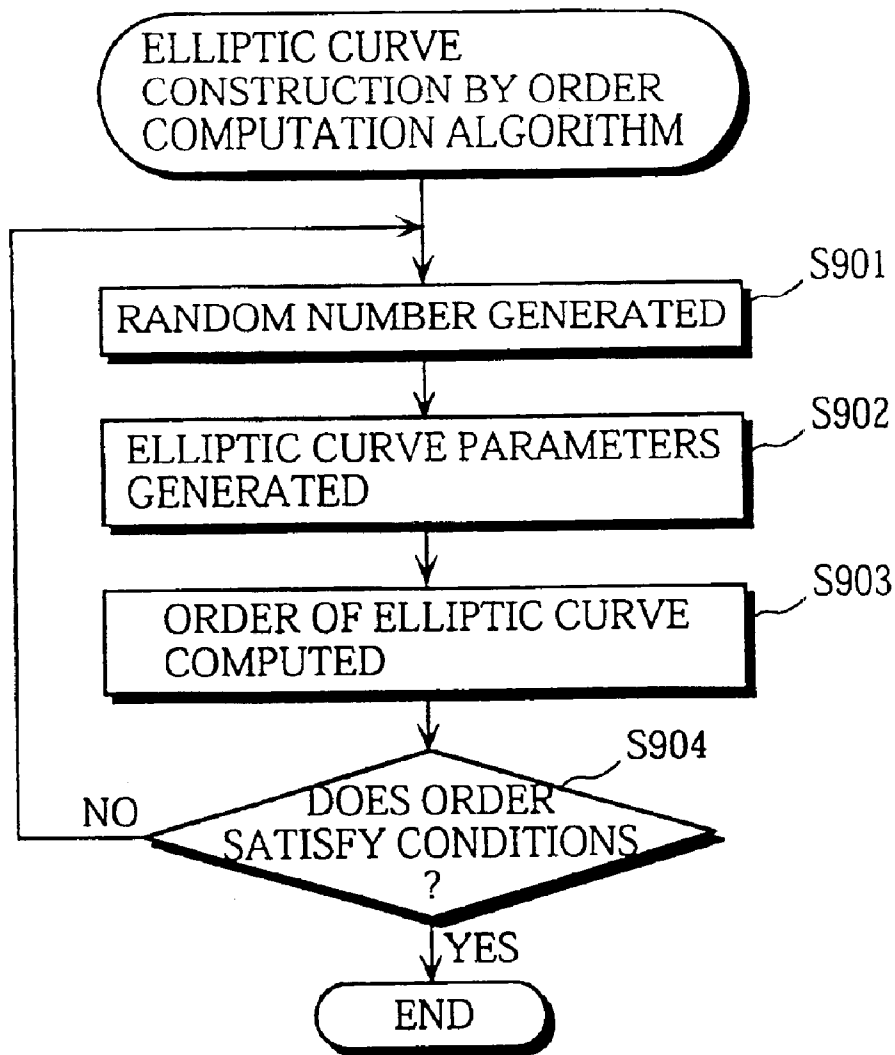 ELLIPTIC CURVE
CONSTRUCTION BY ORDER
COMPUTATION ALGORITHM
S901
RANDOM NUMBER GENERATED
S902
ELLIPTIC CURVE PARAMETERS
GENERATED
S903
ORDER OF ELLIPTIC CURVE
COMPUTED
S904
NO
DOES ORDER
SATISFY CONDITIONS
?
YES
END